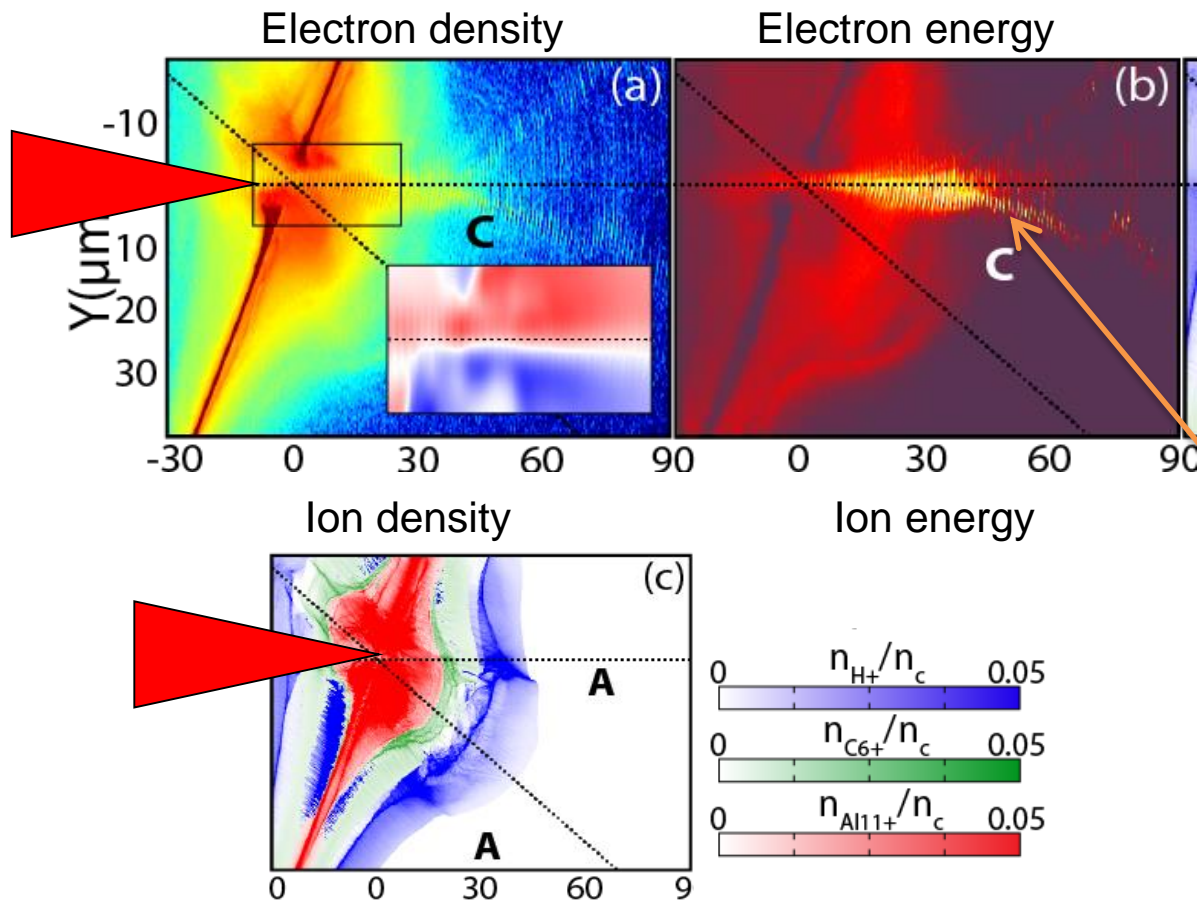 Electron density
Electron energy
(a)
(b)
-10
10
20
30
Y(μm
C
C
-30 0 30 60 90
0 30 60 90
Ion density
Ion energy
(c)
A
A
0 0 30 60 9
n_H+/n_c
0 0.05
n_C6+/n_c
0 0.05
n_Al11+/n_c
0 0.05